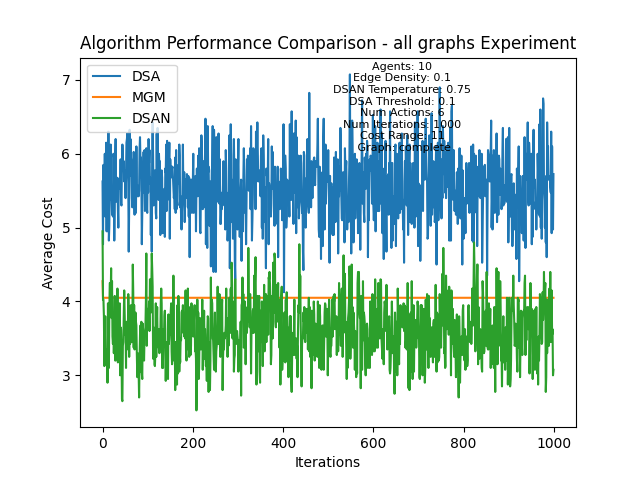 Algorithm Performance Comparison - all graphs Experiment
DSA
MGM
DSAN
Agents: 10
Edge Density: 0.1
DSAN Temperature: 0.75
DSA Threshold: 0.1
Num Actions: 6
Num Iterations: 1000
Cost Range: 11
Graph: complete
Average Cost
7
6
5
4
3
0
200
400
600
800
1000
Iterations